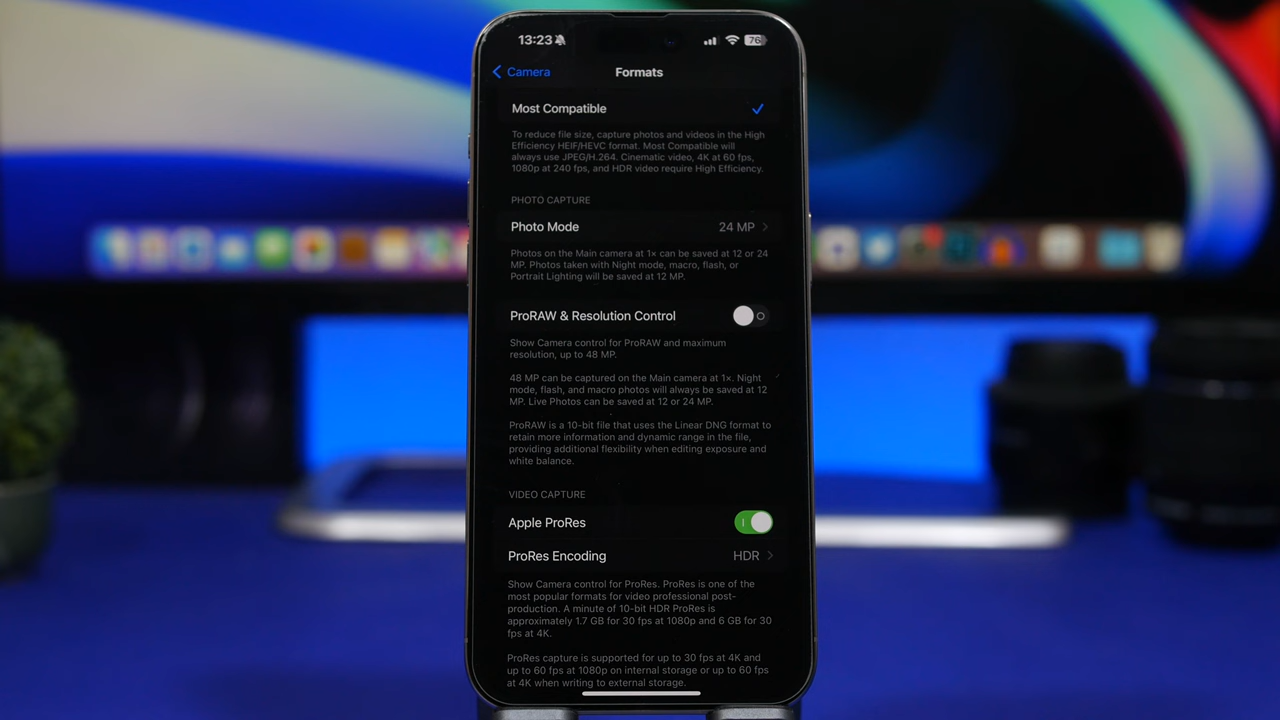 13:23
76
Camera
Formats
Most Compatible
To reduce file size, capture photos and videos in the High
Efficiency HEIF/HEVC format. Most Compatible will
always use JPEG/H.264. Cinematic video, 4K at 60 fps,
1080p at 240 fps, and HDR video require High Efficiency.
PHOTO CAPTURE
Photo Mode 24 MP
Photos on the Main camera at 1× can be saved at 12 or 24
MP. Photos taken with Night mode, macro, flash, or
Portrait Lighting will be saved at 12 MP.
ProRAW & Resolution Control
Show Camera control for ProRAW and maximum
resolution, up to 48 MP.
48 MP can be captured on the Main camera at 1×. Night
mode, flash, and macro photos will always be saved at 12
MP. Live Photos can be saved at 12 or 24 MP.
ProRAW is a 10-bit file that uses the Linear DNG format to
retain more information and dynamic range in the file,
providing additional flexibility when editing exposure and
white balance.
VIDEO CAPTURE
Apple ProRes
ProRes Encoding HDR
Show Camera control for ProRes. ProRes is one of the
most popular formats for video professional post-
production. A minute of 10-bit HDR ProRes is
approximately 1.7 GB for 30 fps at 1080p and 6 GB for 30
fps at 4K.
ProRes capture is supported for up to 30 fps at 4K and
up to 60 fps at 1080p on internal storage or up to 60 fps
at 4K when writing to external storage.